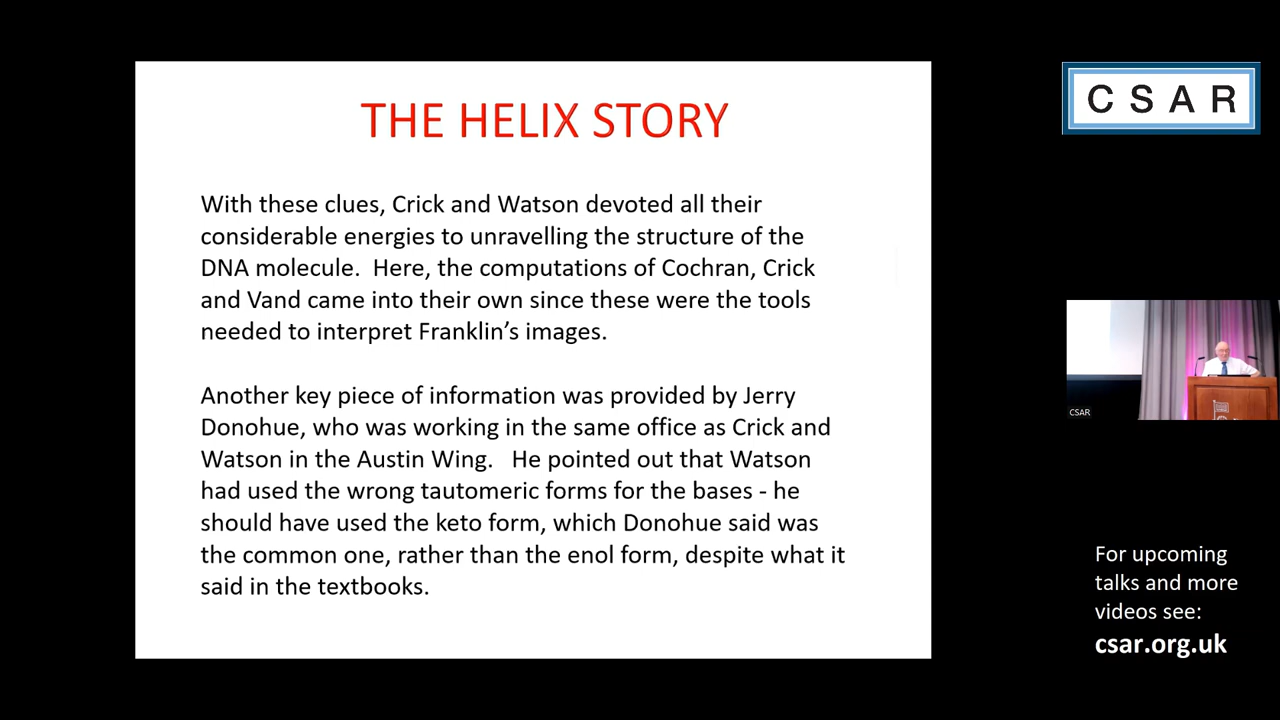 THE HELIX STORY
With these clues, Crick and Watson devoted all their
considerable energies to unravelling the structure of the
DNA molecule.  Here, the computations of Cochran, Crick
and Vand came into their own since these were the tools
needed to interpret Franklin’s images.
Another key piece of information was provided by Jerry
Donohue, who was working in the same office as Crick and
Watson in the Austin Wing.   He pointed out that Watson
had used the wrong tautomeric forms for the bases - he
should have used the keto form, which Donohue said was
the common one, rather than the enol form, despite what it
said in the textbooks.
CSAR
CSAR
For upcoming
talks and more
videos see:
csar.org.uk